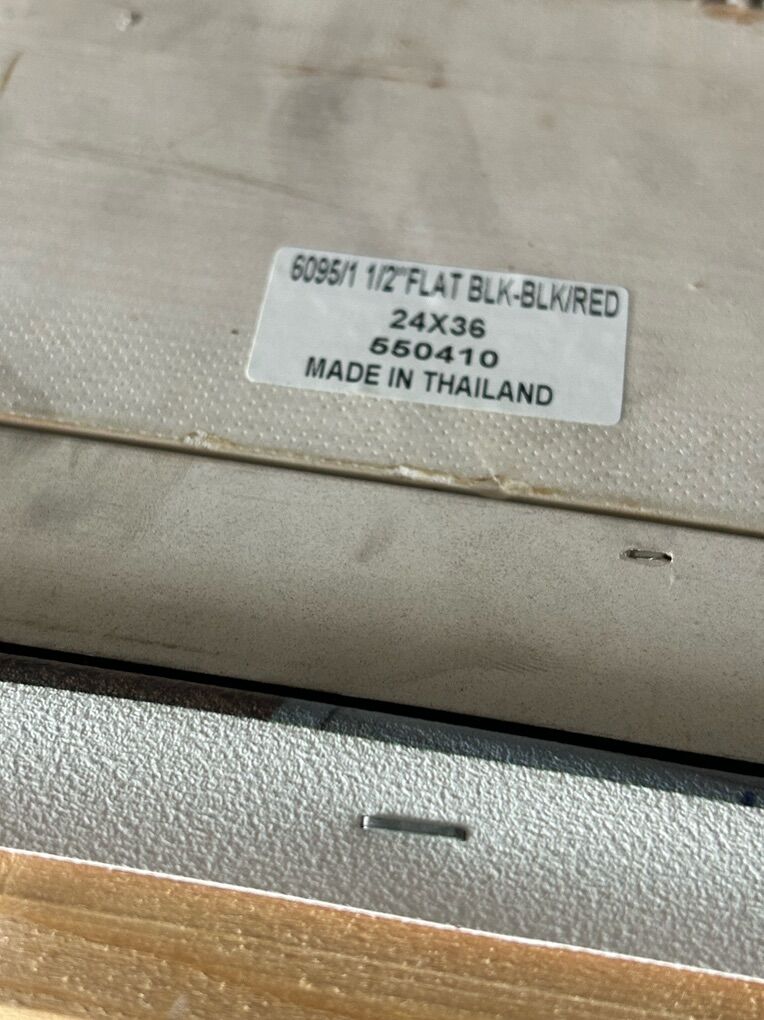 6095/1 1/2"FLAT BLK-BLK/RED
24X36
550410
MADE IN THAILAND